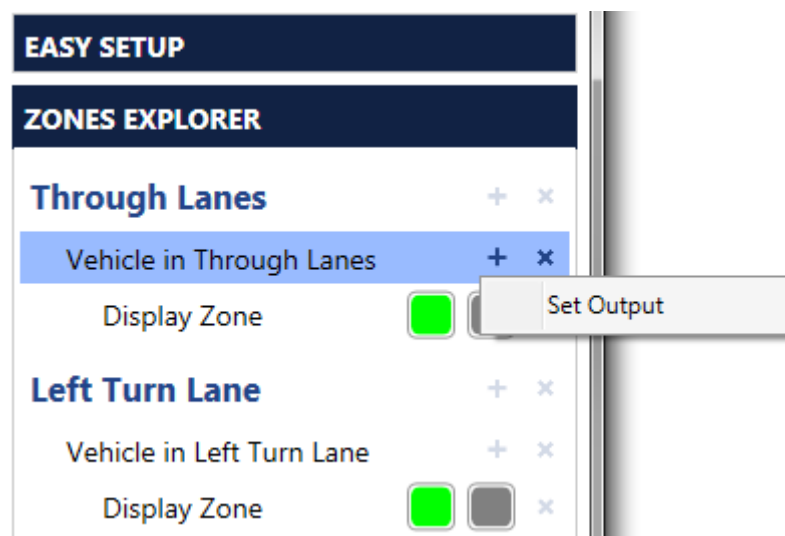 EASY SETUP
ZONES EXPLORER
Through Lanes
Vehicle in Through Lanes
Set Output
Display Zone
Left Turn Lane
Vehicle in Left Turn Lane
Display Zone